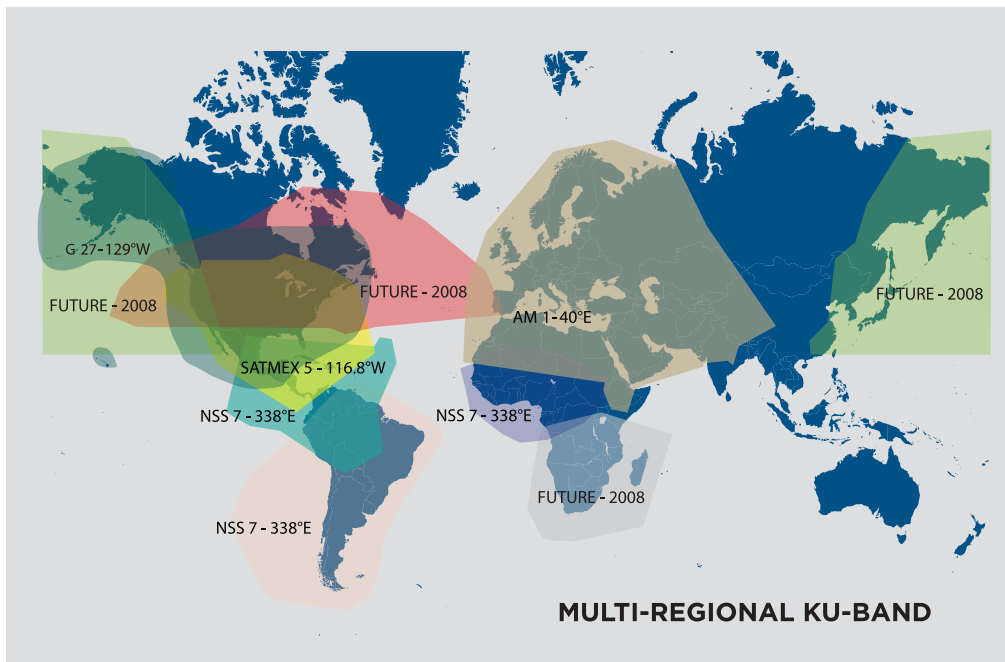 G 27 - 129°W
FUTURE - 2008
FUTURE - 2008
FUTURE - 2008
AM 1 - 40°E
SATMEX 5 - 116.8°W
NSS 7 - 338°E
NSS 7 - 338°E
FUTURE - 2008
NSS 7 - 338°E
MULTI-REGIONAL KU-BAND